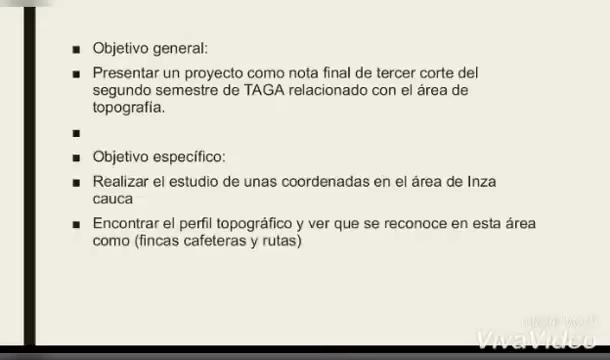 Objetivo general:
Presentar un proyecto como nota final de tercer corte del
segundo semestre de TAGA relacionado con el área de
topografía.
Objetivo específico:
Realizar el estudio de unas coordenadas en el área de Inza
cauca
Encontrar el perfil topográfico y ver que se reconoce en esta área
como (fincas cafeteras y rutas)
VivaVideo